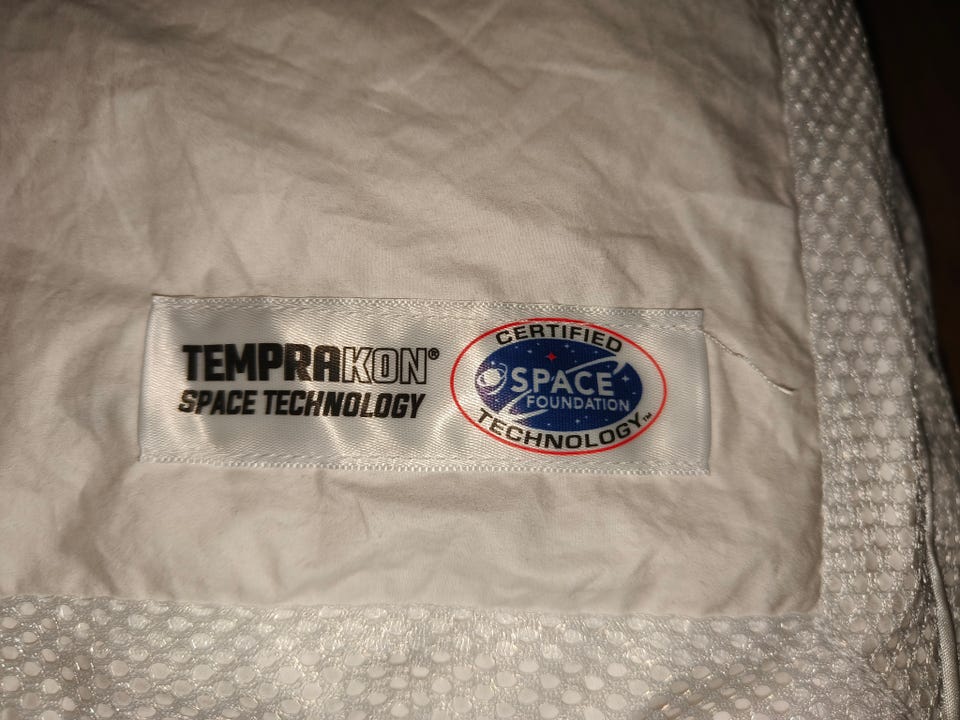 TEMPRAKON®
SPACE TECHNOLOGY
CERTIFIED
SPACE
FOUNDATION
TECHNOLOGY™